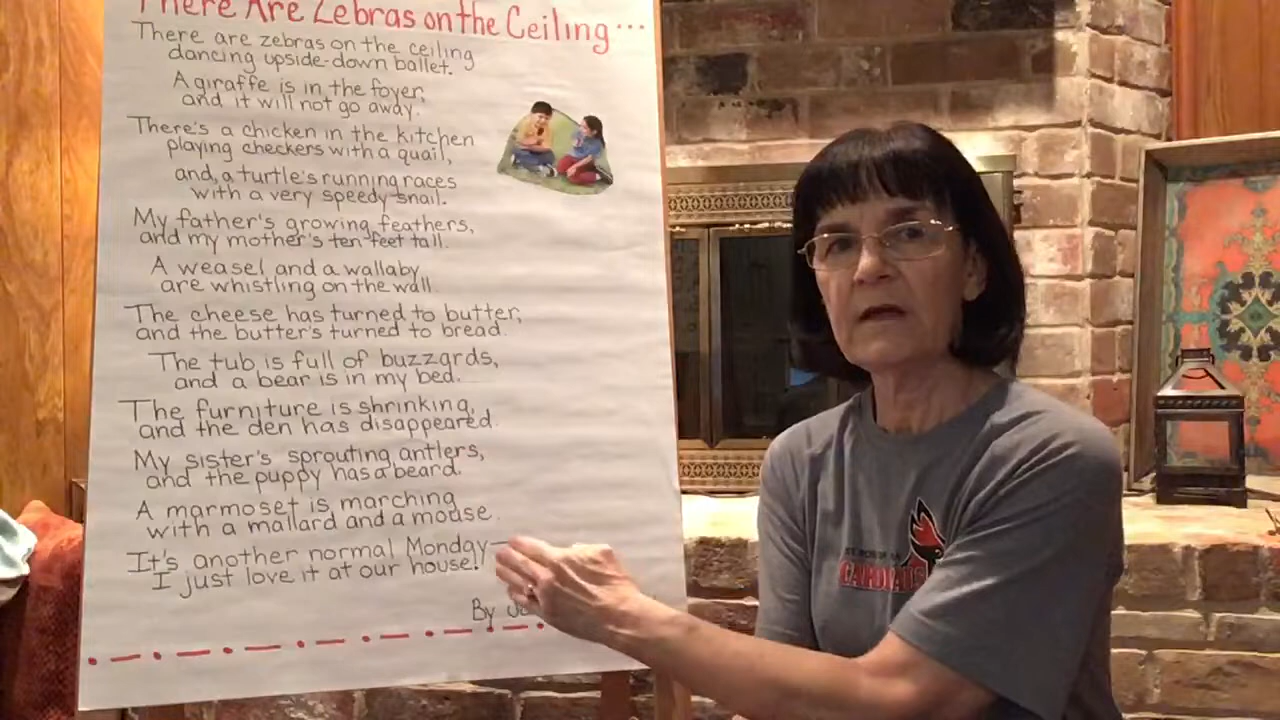 There Are Zebras on the Ceiling...
There are zebras on the ceiling
dancing upside-down ballet.
A giraffe is in the foyer,
and it will not go away.
There's a chicken in the kitchen
playing checkers with a quail,
and, a turtle's running races
with a very speedy snail.
My father's growing feathers,
and my mother's ten-feet tall.
A weasel and a wallaby
are whistling on the wall.
The cheese has turned to butter,
and the butter's turned to bread.
The tub is full of buzzards,
and a bear is in my bed.
The furniture is shrinking,
and the den has disappeared.
My sister's sprouting antlers,
and the puppy has a beard.
A marmoset is marching
with a mallard and a mouse.
It's another normal Monday—
I just love it at our house!
By
CARDINALS